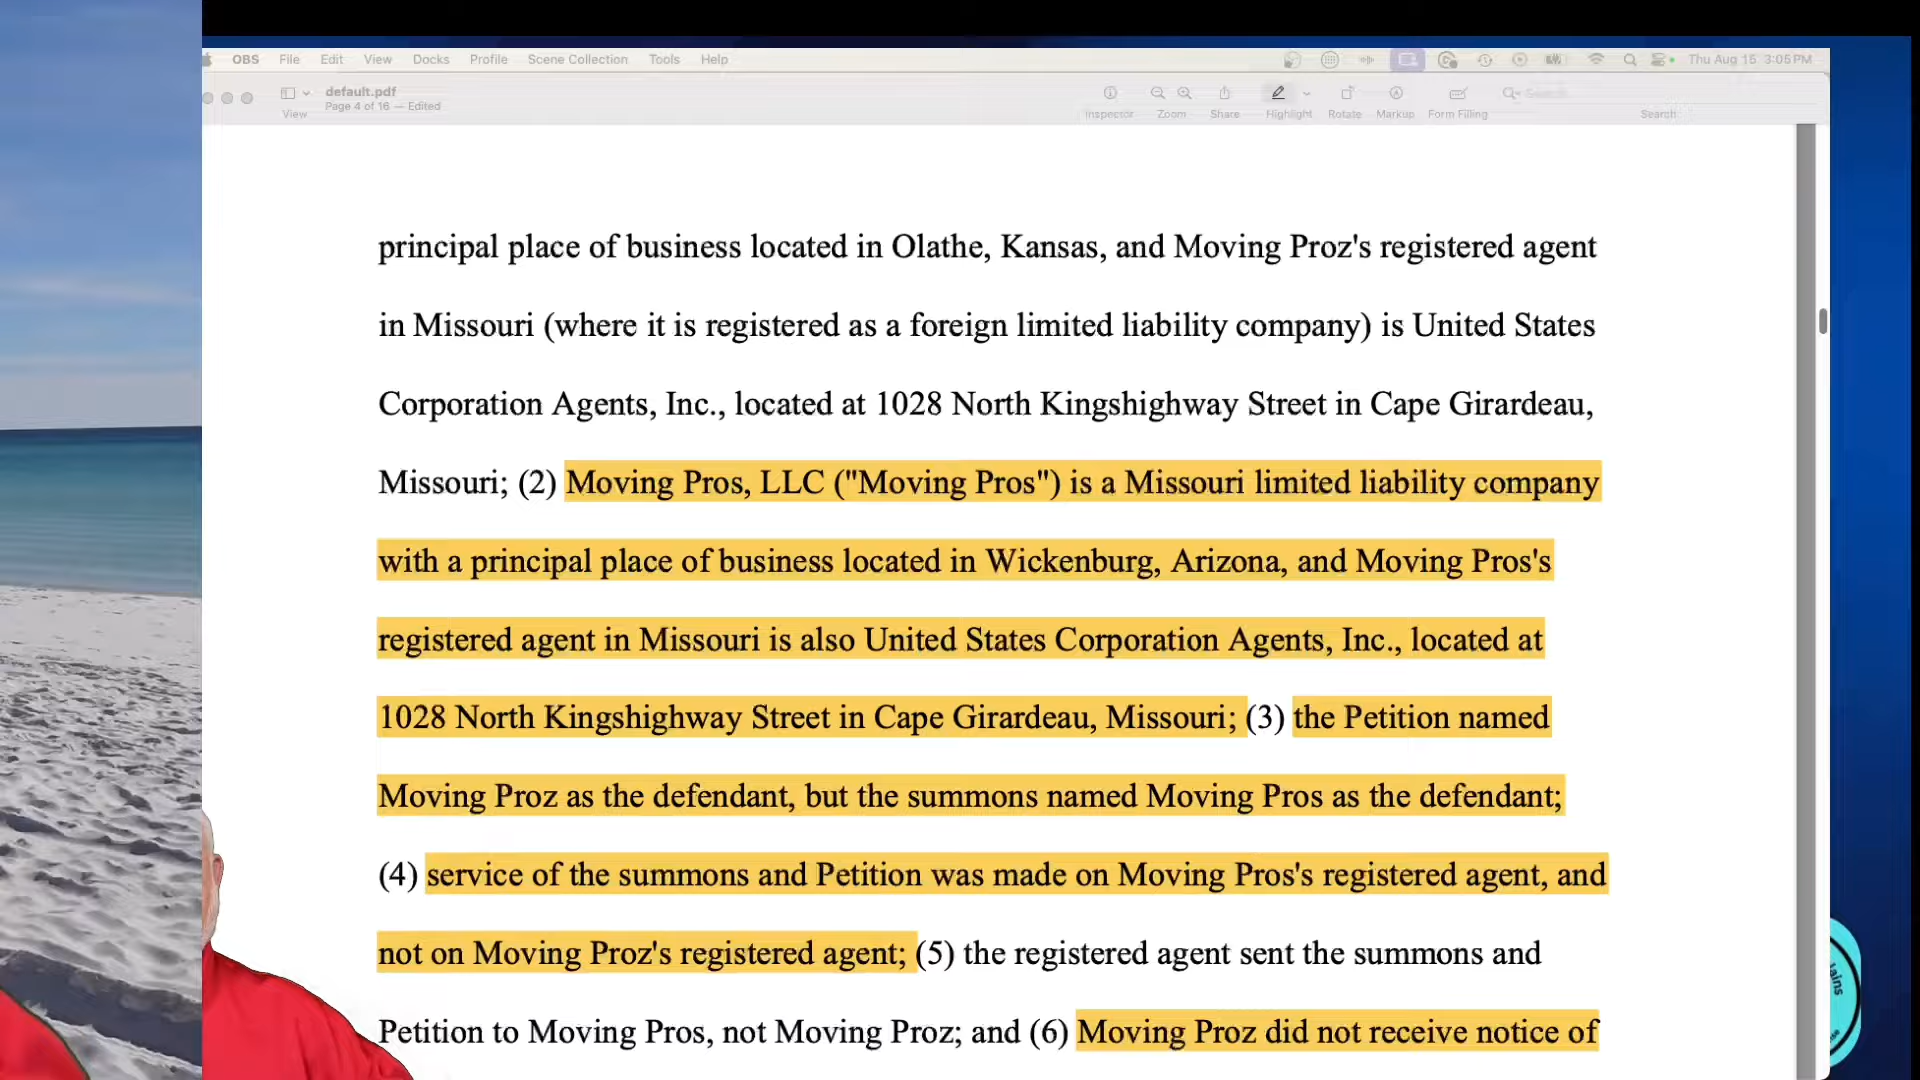 OBS File Edit View Docks Profile Scene Collection Tools Help Thu Aug 15 3:05 PM
default.pdf
Page 4 of 16 — Edited
View Inspector Zoom Share Highlight Rotate Markup Form Filling Search
principal place of business located in Olathe, Kansas, and Moving Proz's registered agent
in Missouri (where it is registered as a foreign limited liability company) is United States
Corporation Agents, Inc., located at 1028 North Kingshighway Street in Cape Girardeau,
Missouri; (2) Moving Pros, LLC ("Moving Pros") is a Missouri limited liability company
with a principal place of business located in Wickenburg, Arizona, and Moving Pros's
registered agent in Missouri is also United States Corporation Agents, Inc., located at
1028 North Kingshighway Street in Cape Girardeau, Missouri; (3) the Petition named
Moving Proz as the defendant, but the summons named Moving Pros as the defendant;
(4) service of the summons and Petition was made on Moving Pros's registered agent, and
not on Moving Proz's registered agent; (5) the registered agent sent the summons and
Petition to Moving Pros, not Moving Proz; and (6) Moving Proz did not receive notice of